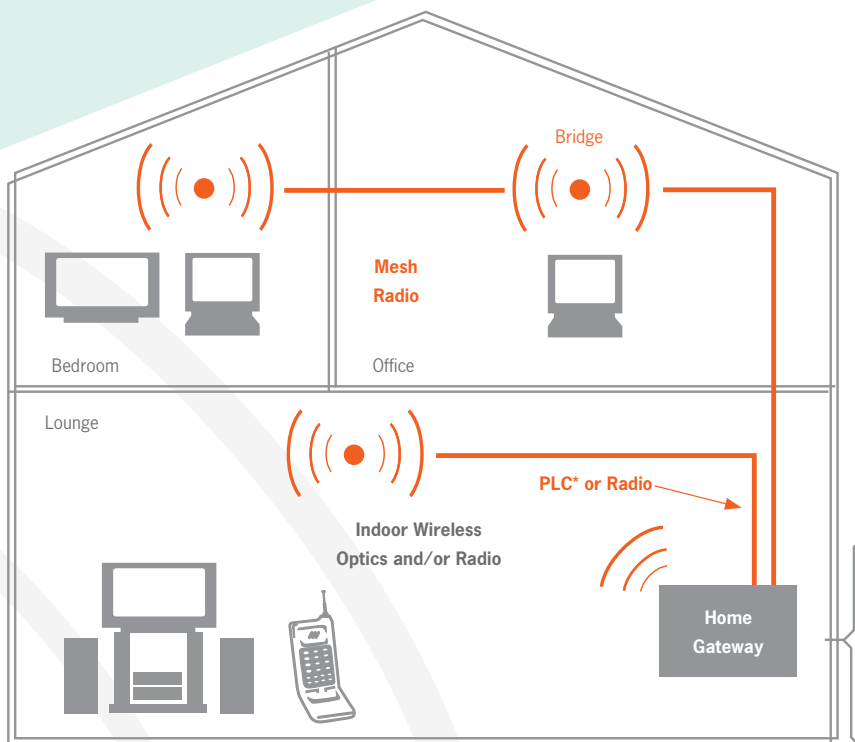 Bridge
Mesh
Radio
Bedroom
Office
Lounge
PLC* or Radio
Indoor Wireless
Optics and/or Radio
Home
Gateway